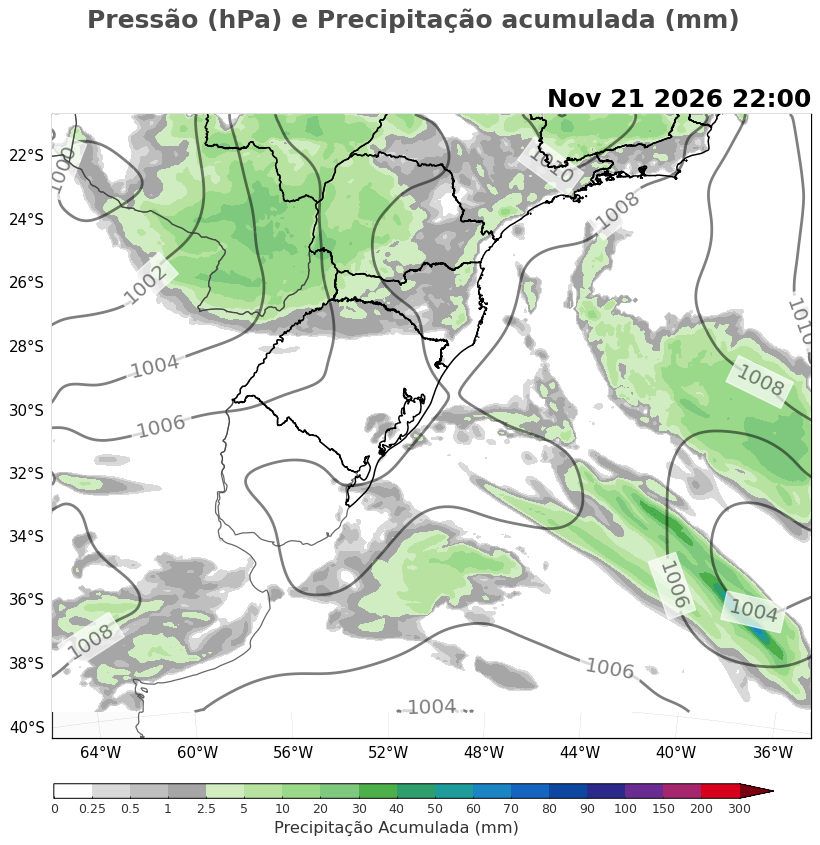 Pressão (hPa) e Precipitação acumulada (mm)
Nov 21 2026 22:00
22°S
24°S
26°S
28°S
30°S
32°S
34°S
36°S
38°S
40°S
1000
1010
1008
1002
1010
1004
1008
1006
1006
1004
1008
1006
1004
64°W 60°W 56°W 52°W 48°W 44°W 40°W 36°W
0 0.25 0.5 1 2.5 5 10 20 30 40 50 60 70 80 90 100 150 200 300
Precipitação Acumulada (mm)